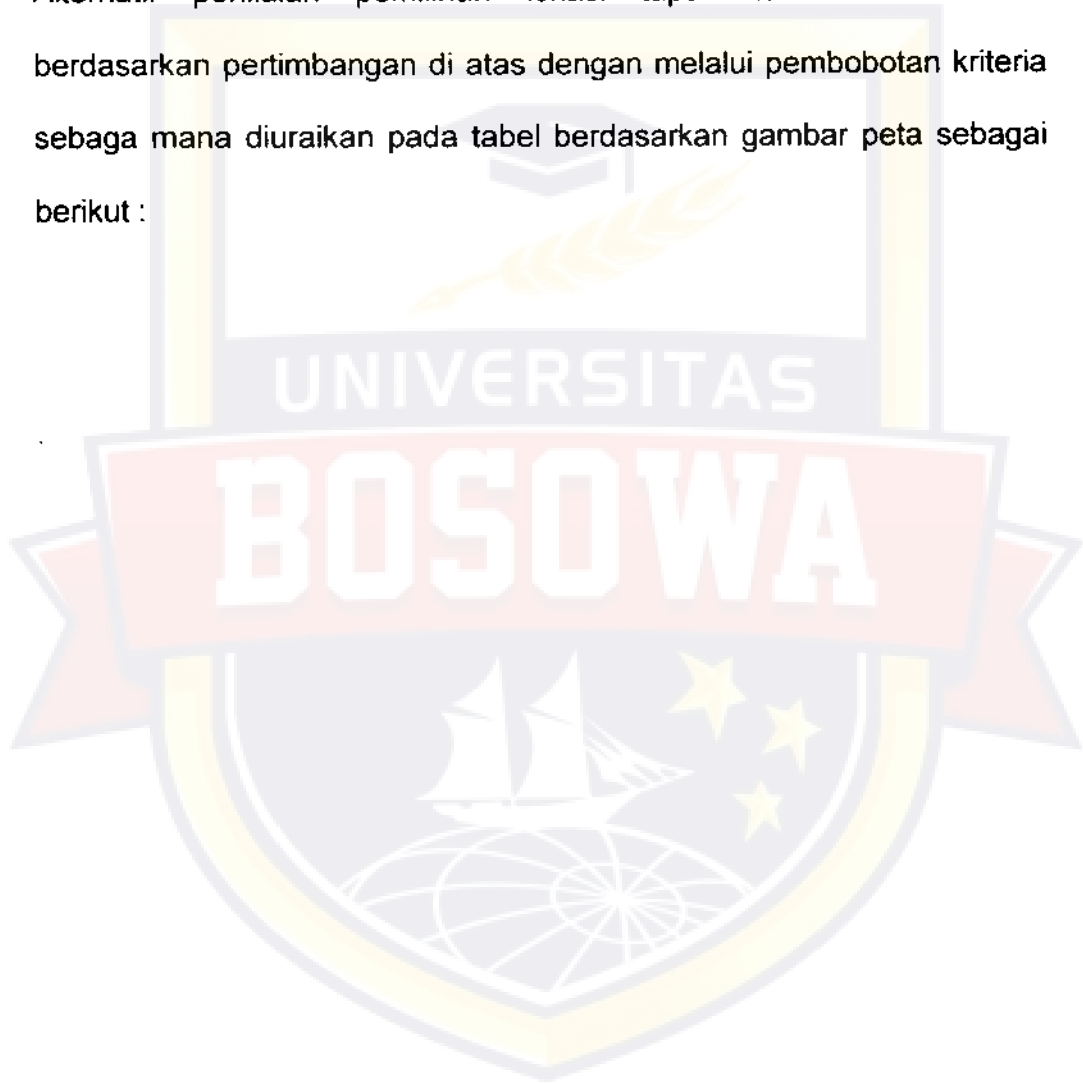 berdasarkan pertimbangan di atas dengan melalui pembobotan kriteria
sebaga mana diuraikan pada tabel berdasarkan gambar peta sebagai
berikut :
UNIVERSITAS
BOSOWA